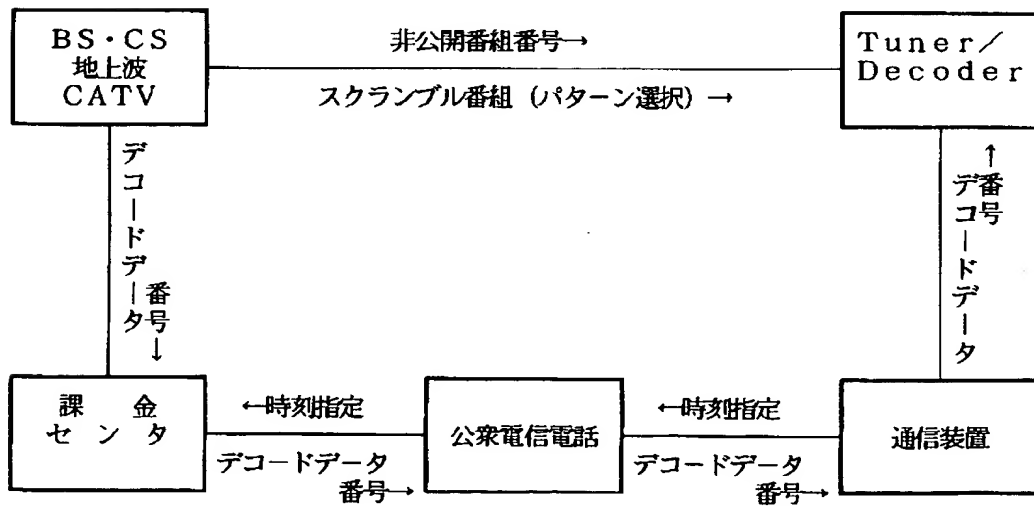 BS・CS
地上波
CATV
非公開番組番号→
スクランブル番組（パターン選択）→
Tuner／
Decoder
デコードデータ
番号→
↑番号
デコードデータ
課　金
センタ
←時刻指定
デコードデータ
番号→
公衆電信電話
←時刻指定
デコードデータ
番号→
通信装置